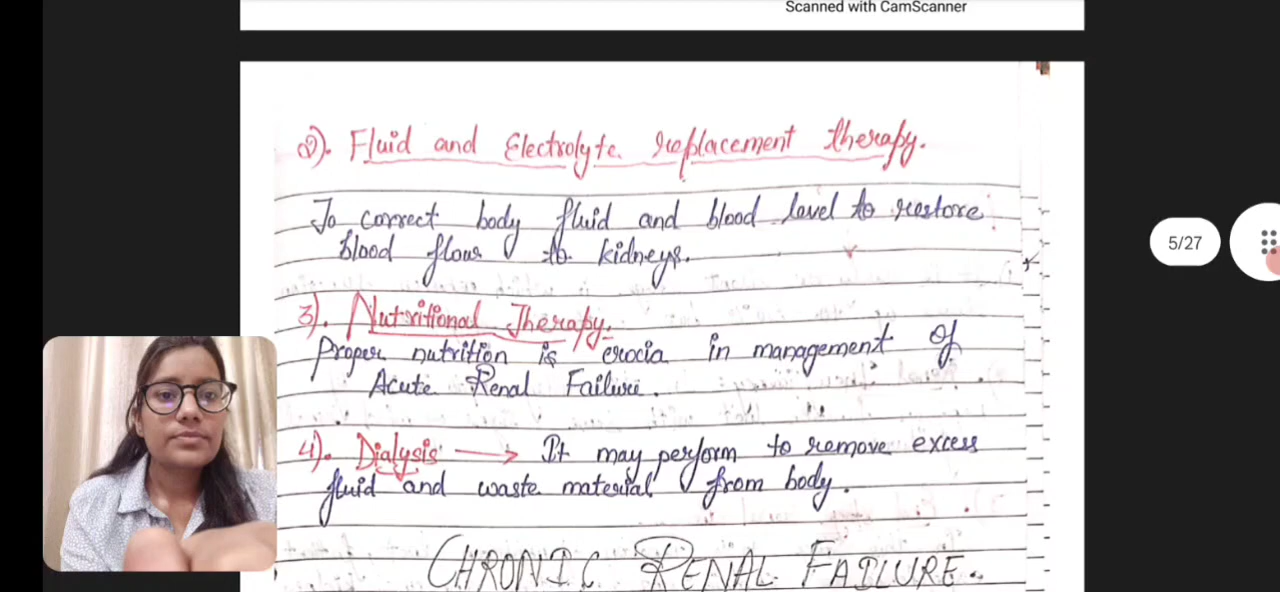 Scanned with CamScanner
2). Fluid and Electrolyte replacement therapy.
To correct body fluid and blood level to restore
blood flow to kidneys.
5/27
3). Nutritional Therapy.
Proper nutrition is crocia in management of
Acute Renal Failure.
4). Dialysis → It may perform to remove excess
fluid and waste material from body.
CHRONIC RENAL FAILURE.